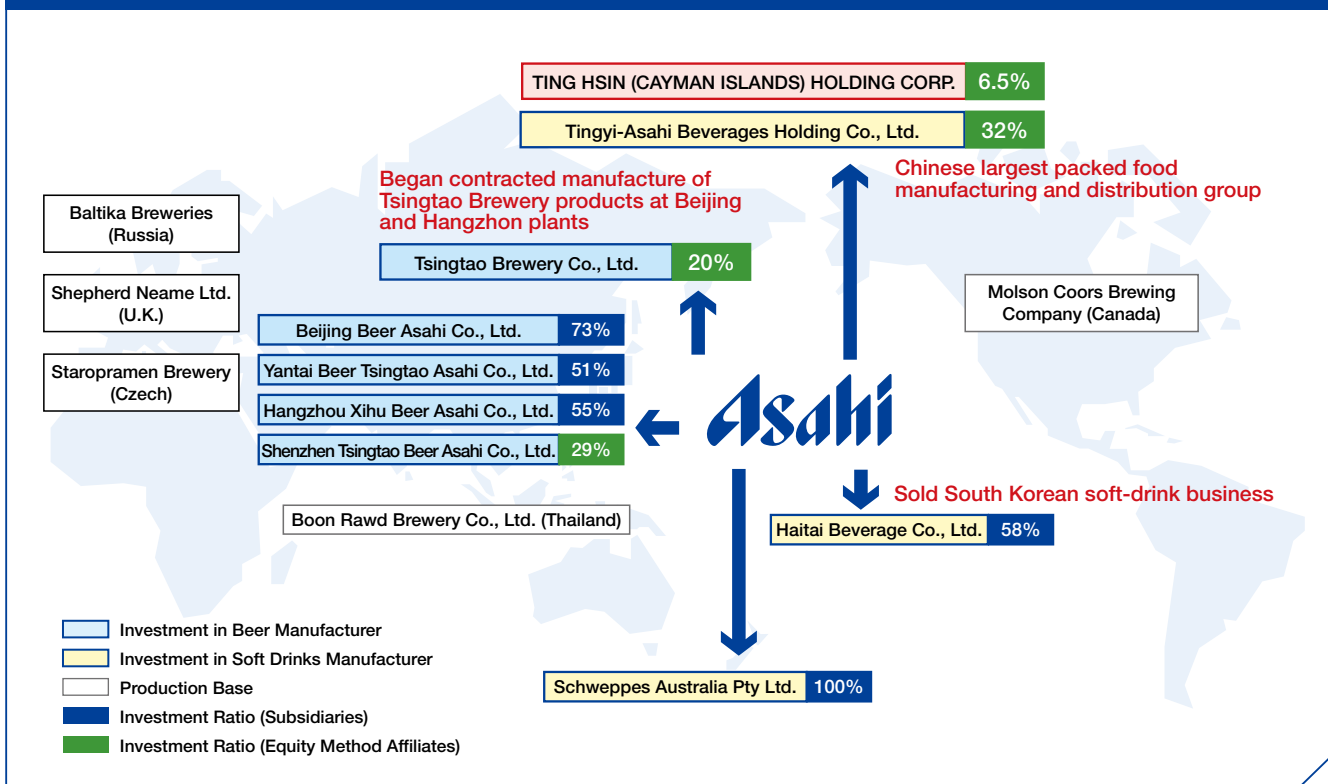 TING HSIN (CAYMAN ISLANDS) HOLDING CORP. 6.5%
Tingyi-Asahi Beverages Holding Co., Ltd. 32%
Chinese largest packed food
manufacturing and distribution group
Began contracted manufacture of
Tsingtao Brewery products at Beijing
and Hangzhon plants
Tsingtao Brewery Co., Ltd. 20%
Baltika Breweries
(Russia)
Shepherd Neame Ltd.
(U.K.)
Staropramen Brewery
(Czech)
Molson Coors Brewing
Company (Canada)
Beijing Beer Asahi Co., Ltd. 73%
Yantai Beer Tsingtao Asahi Co., Ltd. 51%
Hangzhou Xihu Beer Asahi Co., Ltd. 55%
Shenzhen Tsingtao Beer Asahi Co., Ltd. 29%
Asahi
Sold South Korean soft-drink business
Haitai Beverage Co., Ltd. 58%
Boon Rawd Brewery Co., Ltd. (Thailand)
Schweppes Australia Pty Ltd. 100%
Investment in Beer Manufacturer
Investment in Soft Drinks Manufacturer
Production Base
Investment Ratio (Subsidiaries)
Investment Ratio (Equity Method Affiliates)